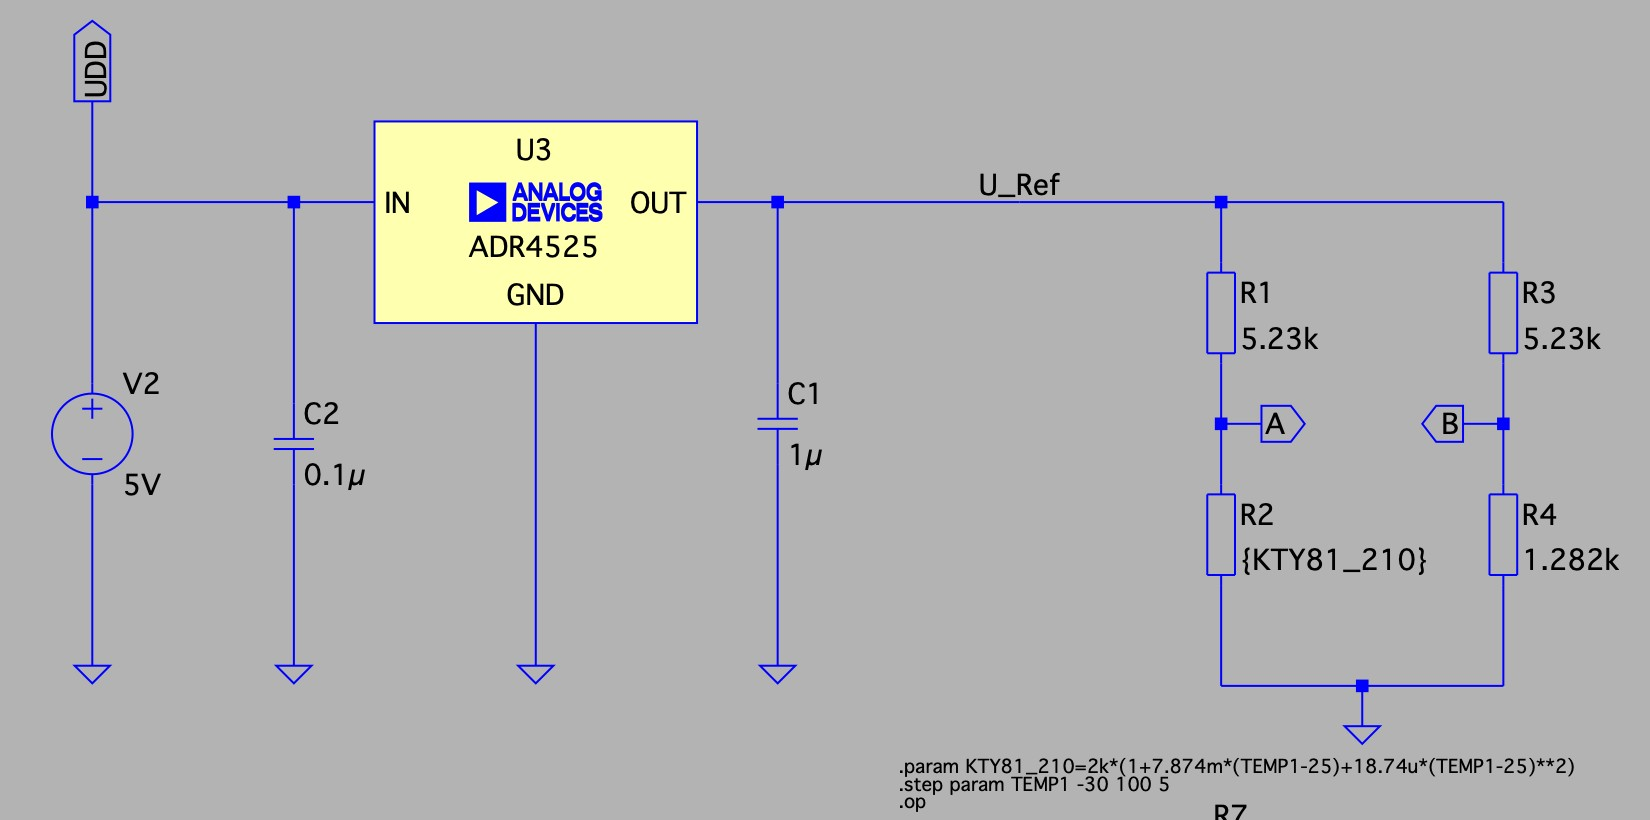 UDD
U3
IN
ANALOG
DEVICES
OUT
ADR4525
GND
U_Ref
V2
5V
C2
0.1µ
C1
1µ
R1
5.23k
R3
5.23k
A
B
R2
{KTY81_210}
R4
1.282k
.param KTY81_210=2k*(1+7.874m*(TEMP1-25)+18.74u*(TEMP1-25)**2)
.step param TEMP1 -30 100 5
.op